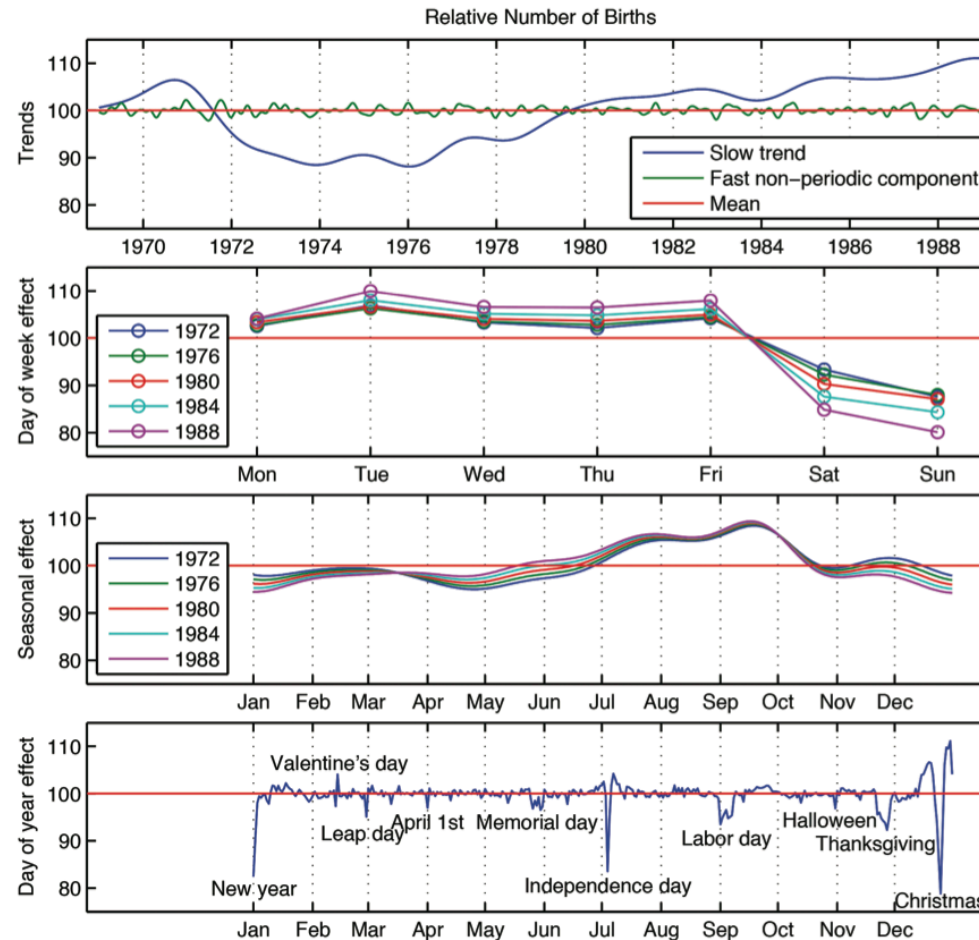 Relative Number of Births
Trends
110
100
90
80
Slow trend
Fast non-periodic component
Mean
1970 1972 1974 1976 1978 1980 1982 1984 1986 1988
Day of week effect
110
100
90
80
1972
1976
1980
1984
1988
Mon Tue Wed Thu Fri Sat Sun
Seasonal effect
110
100
90
80
1972
1976
1980
1984
1988
Jan Feb Mar Apr May Jun Jul Aug Sep Oct Nov Dec
Day of year effect
110
100
90
80
Valentine's day
Leap day
April 1st
Memorial day
Labor day
Halloween
Thanksgiving
New year
Independence day
Christmas
Jan Feb Mar Apr May Jun Jul Aug Sep Oct Nov Dec